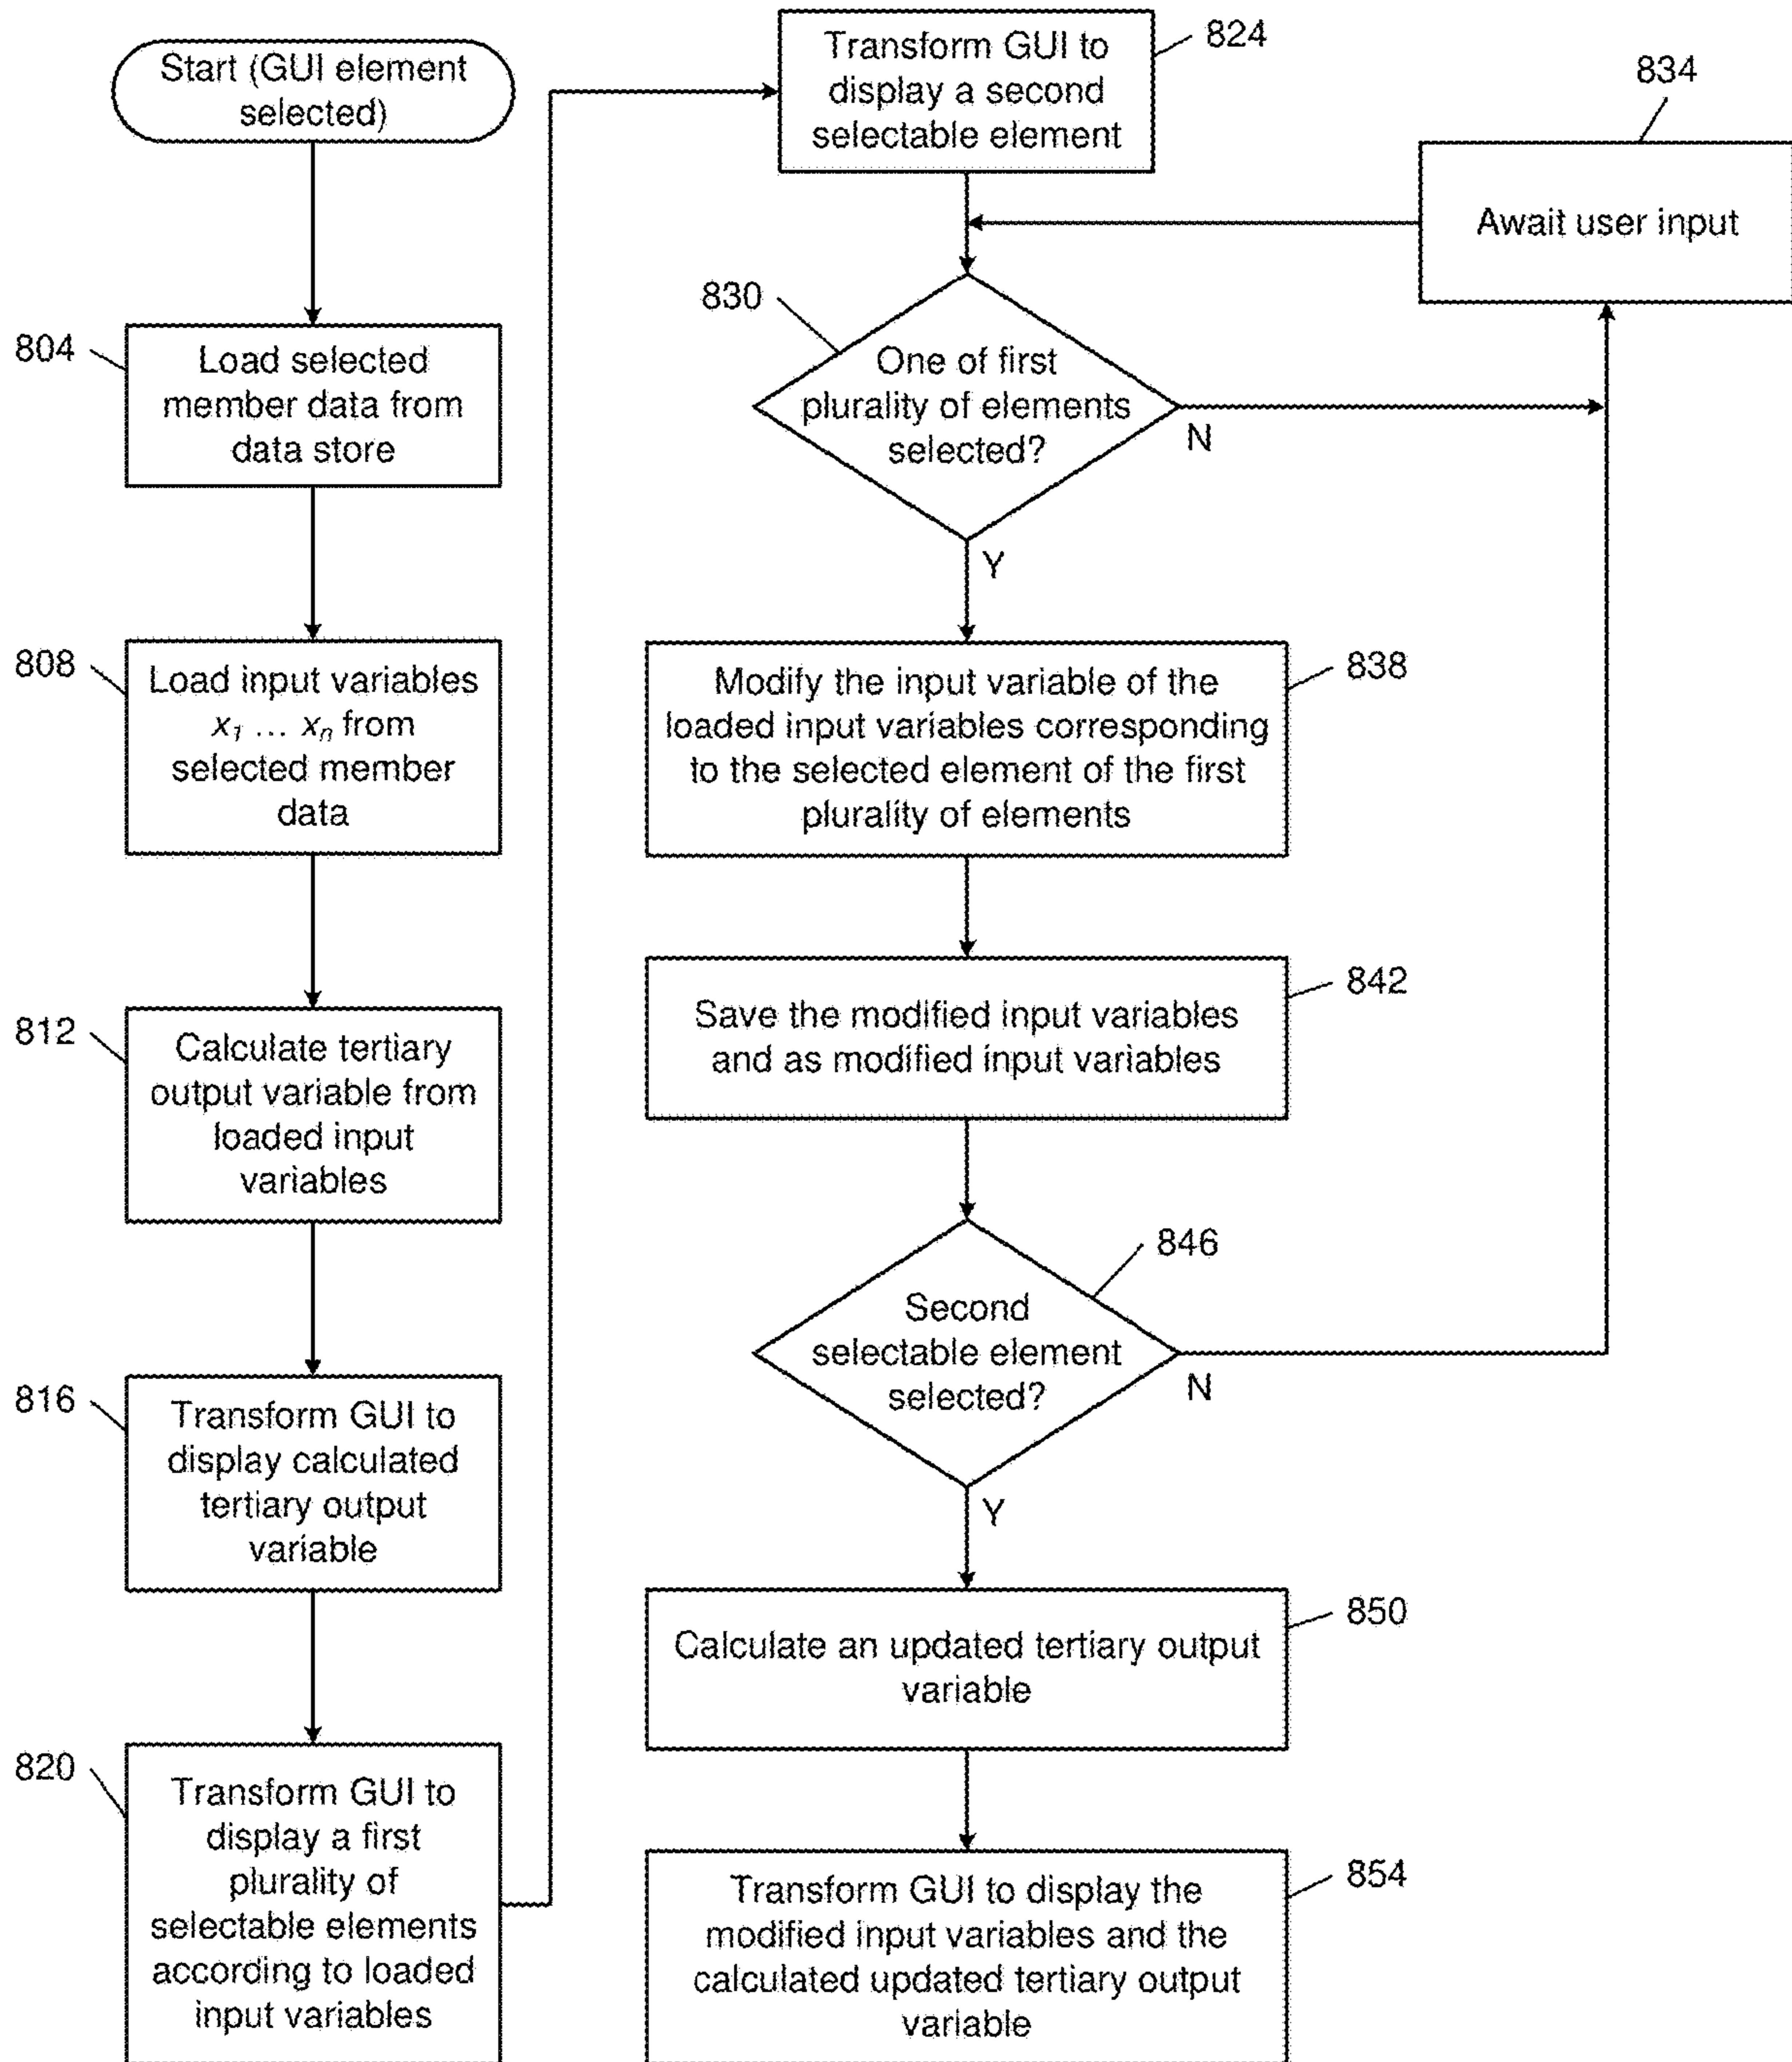 Start (GUI element
selected)
804
Load selected
member data from
data store
808
Load input variables
x1 ... xn from
selected member
data
812
Calculate tertiary
output variable from
loaded input
variables
816
Transform GUI to
display calculated
tertiary output
variable
820
Transform GUI to
display a first
plurality of
selectable elements
according to loaded
input variables
824
Transform GUI to
display a second
selectable element
834
Await user input
830
One of first
plurality of elements
selected?
N
Y
838
Modify the input variable of the
loaded input variables corresponding
to the selected element of the first
plurality of elements
842
Save the modified input variables
and as modified input variables
846
Second
selectable element
selected?
N
Y
850
Calculate an updated tertiary output
variable
854
Transform GUI to display the
modified input variables and the
calculated updated tertiary output
variable